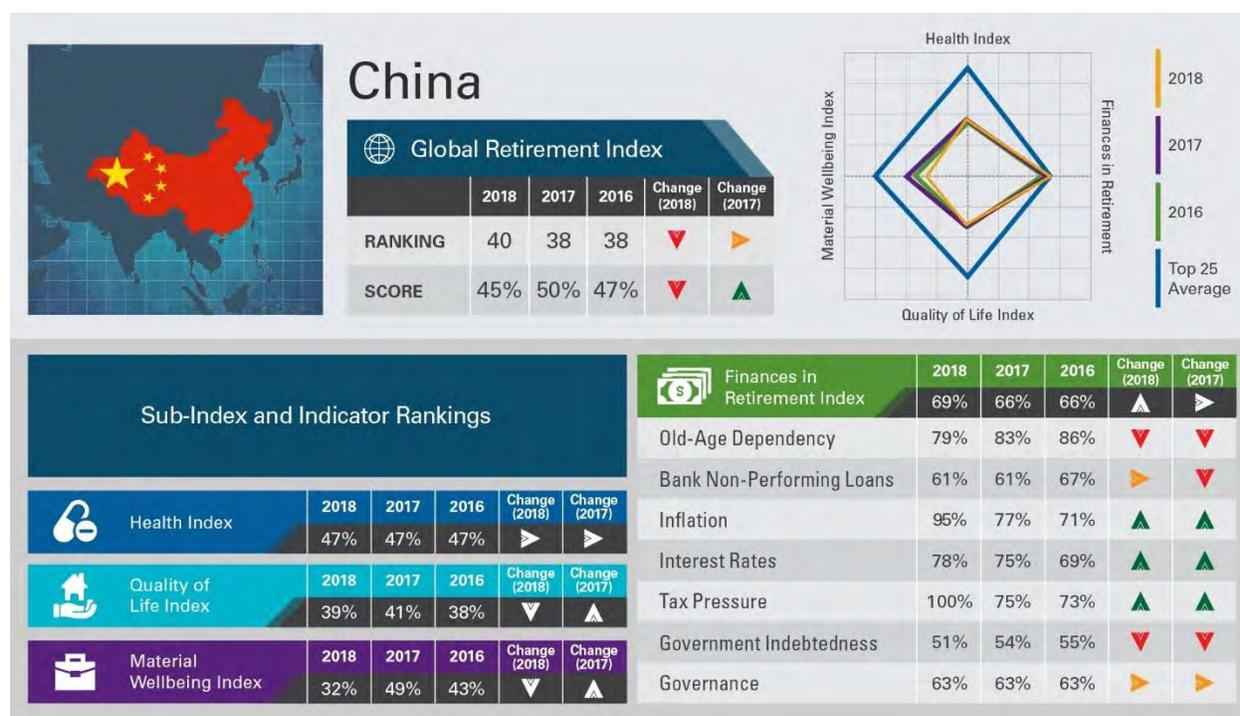 China
Global Retirement Index
2018 2017 2016 Change (2018) Change (2017)
RANKING 40 38 38
SCORE 45% 50% 47%
Health Index
Material Wellbeing Index
Finances in Retirement
Quality of Life Index
2018
2017
2016
Top 25
Average
Sub-Index and Indicator Rankings
Health Index
2018 2017 2016 Change (2018) Change (2017)
47% 47% 47%
Quality of
Life Index
2018 2017 2016 Change (2018) Change (2017)
39% 41% 38%
Material
Wellbeing Index
2018 2017 2016 Change (2018) Change (2017)
32% 49% 43%
$
Finances in
Retirement Index
2018 2017 2016 Change (2018) Change (2017)
69% 66% 66%
Old-Age Dependency 79% 83% 86%
Bank Non-Performing Loans 61% 61% 67%
Inflation 95% 77% 71%
Interest Rates 78% 75% 69%
Tax Pressure 100% 75% 73%
Government Indebtedness 51% 54% 55%
Governance 63% 63% 63%